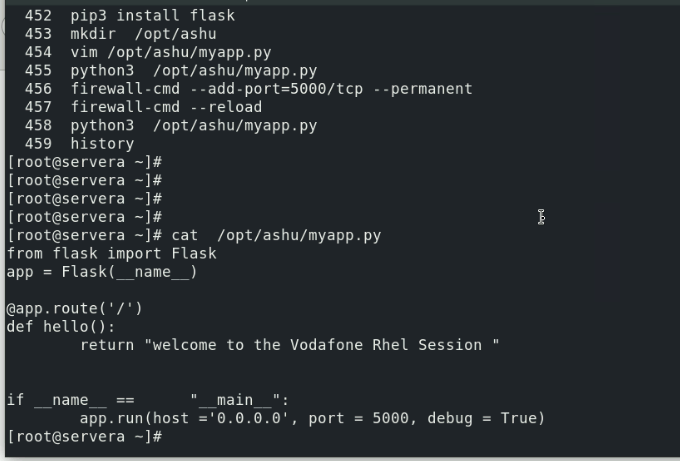 452 pip3 install flask
453 mkdir /opt/ashu
454 vim /opt/ashu/myapp.py
455 python3 /opt/ashu/myapp.py
456 firewall-cmd --add-port=5000/tcp --permanent
457 firewall-cmd --reload
458 python3 /opt/ashu/myapp.py
459 history
[root@servera ~]#
[root@servera ~]#
[root@servera ~]#
[root@servera ~]#
[root@servera ~]# cat /opt/ashu/myapp.py
from flask import Flask
app = Flask(__name__)
@app.route('/')
def hello():
return "welcome to the Vodafone Rhel Session "
if __name__ == "__main__":
app.run(host ='0.0.0.0', port = 5000, debug = True)
[root@servera ~]#